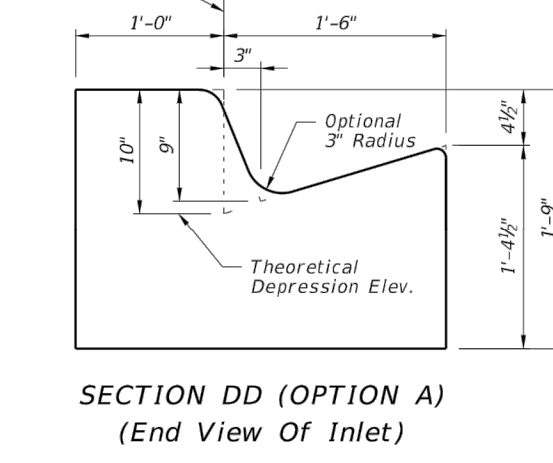 1'-0"
1'-6"
3"
10"
9"
Optional
3" Radius
4½"
1'-4½"
1'-9"
Theoretical
Depression Elev.
SECTION DD (OPTION A)
(End View Of Inlet)